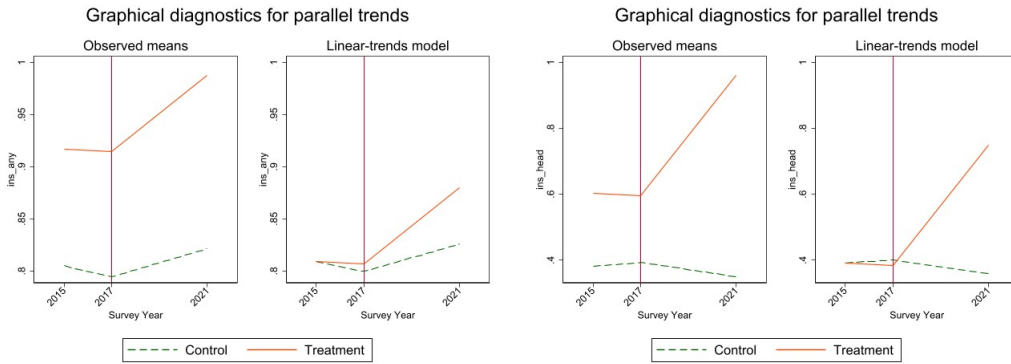 Graphical diagnostics for parallel trends
Observed means
Linear-trends model
ins_any
1
.95
.9
.85
.8
2015
2017
2021
Survey Year
ins_any
1
.95
.9
.85
.8
2015
2017
2021
Survey Year
Control
Treatment
Graphical diagnostics for parallel trends
Observed means
Linear-trends model
ins_head
1
.8
.6
.4
2015
2017
2021
Survey Year
ins_head
1
.8
.6
.4
2015
2017
2021
Survey Year
Control
Treatment